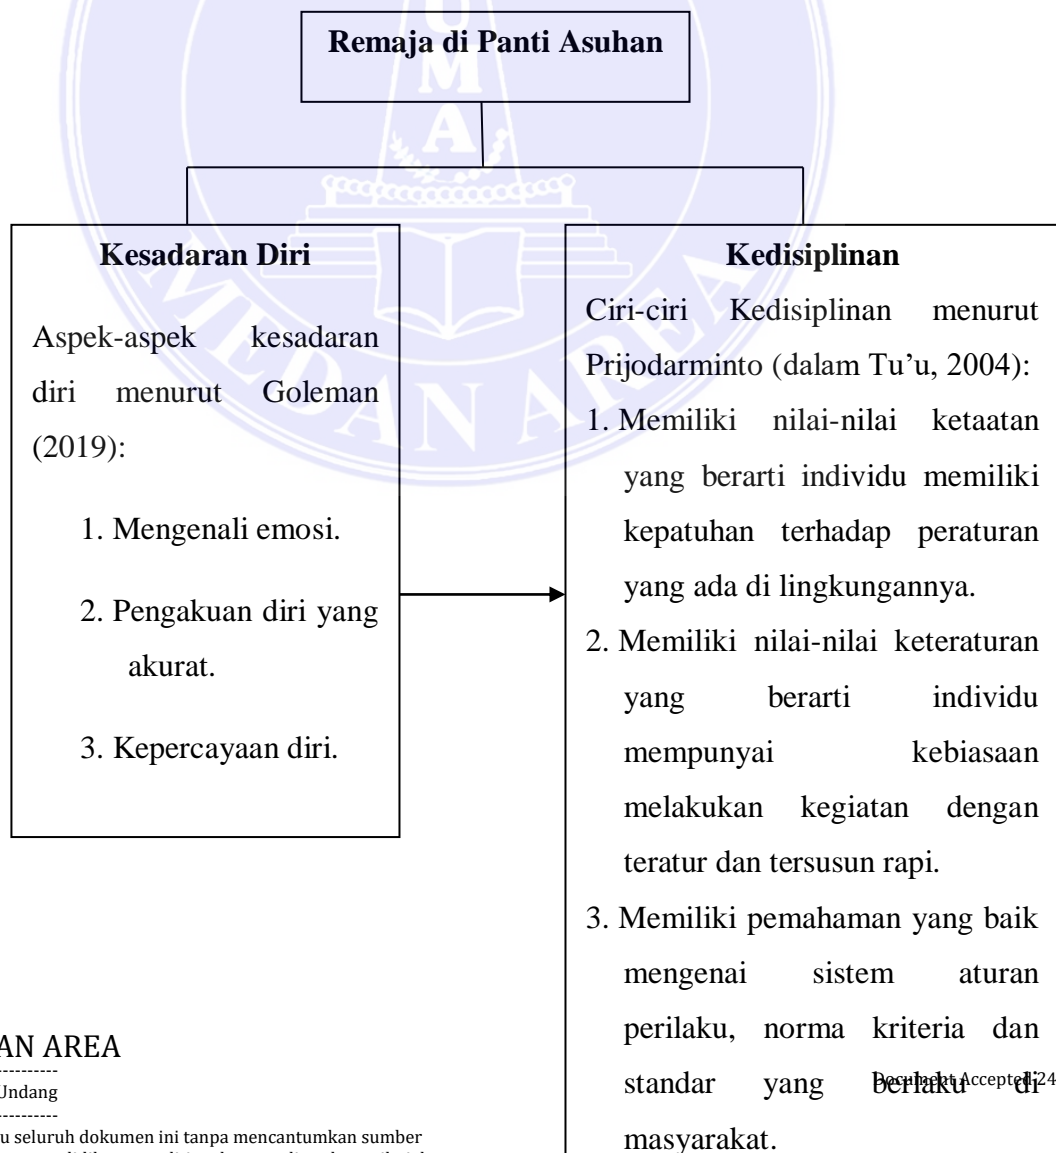 Remaja di Panti Asuhan
Kesadaran Diri
Aspek-aspek kesadaran
diri menurut Goleman
(2019):
1. Mengenali emosi.
2. Pengakuan diri yang
akurat.
3. Kepercayaan diri.
Kedisiplinan
Ciri-ciri Kedisiplinan menurut
Prijodarminto (dalam Tu’u, 2004):
1. Memiliki nilai-nilai ketaatan
yang berarti individu memiliki
kepatuhan terhadap peraturan
yang ada di lingkungannya.
2. Memiliki nilai-nilai keteraturan
yang berarti individu
mempunyai kebiasaan
melakukan kegiatan dengan
teratur dan tersusun rapi.
3. Memiliki pemahaman yang baik
mengenai sistem aturan
perilaku, norma kriteria dan
standar yang berlaku di
masyarakat.
UMA
MEDAN AREA
AN AREA
----------
Undang
----------
u seluruh dokumen ini tanpa mencantumkan sumber
Document Accepted 24